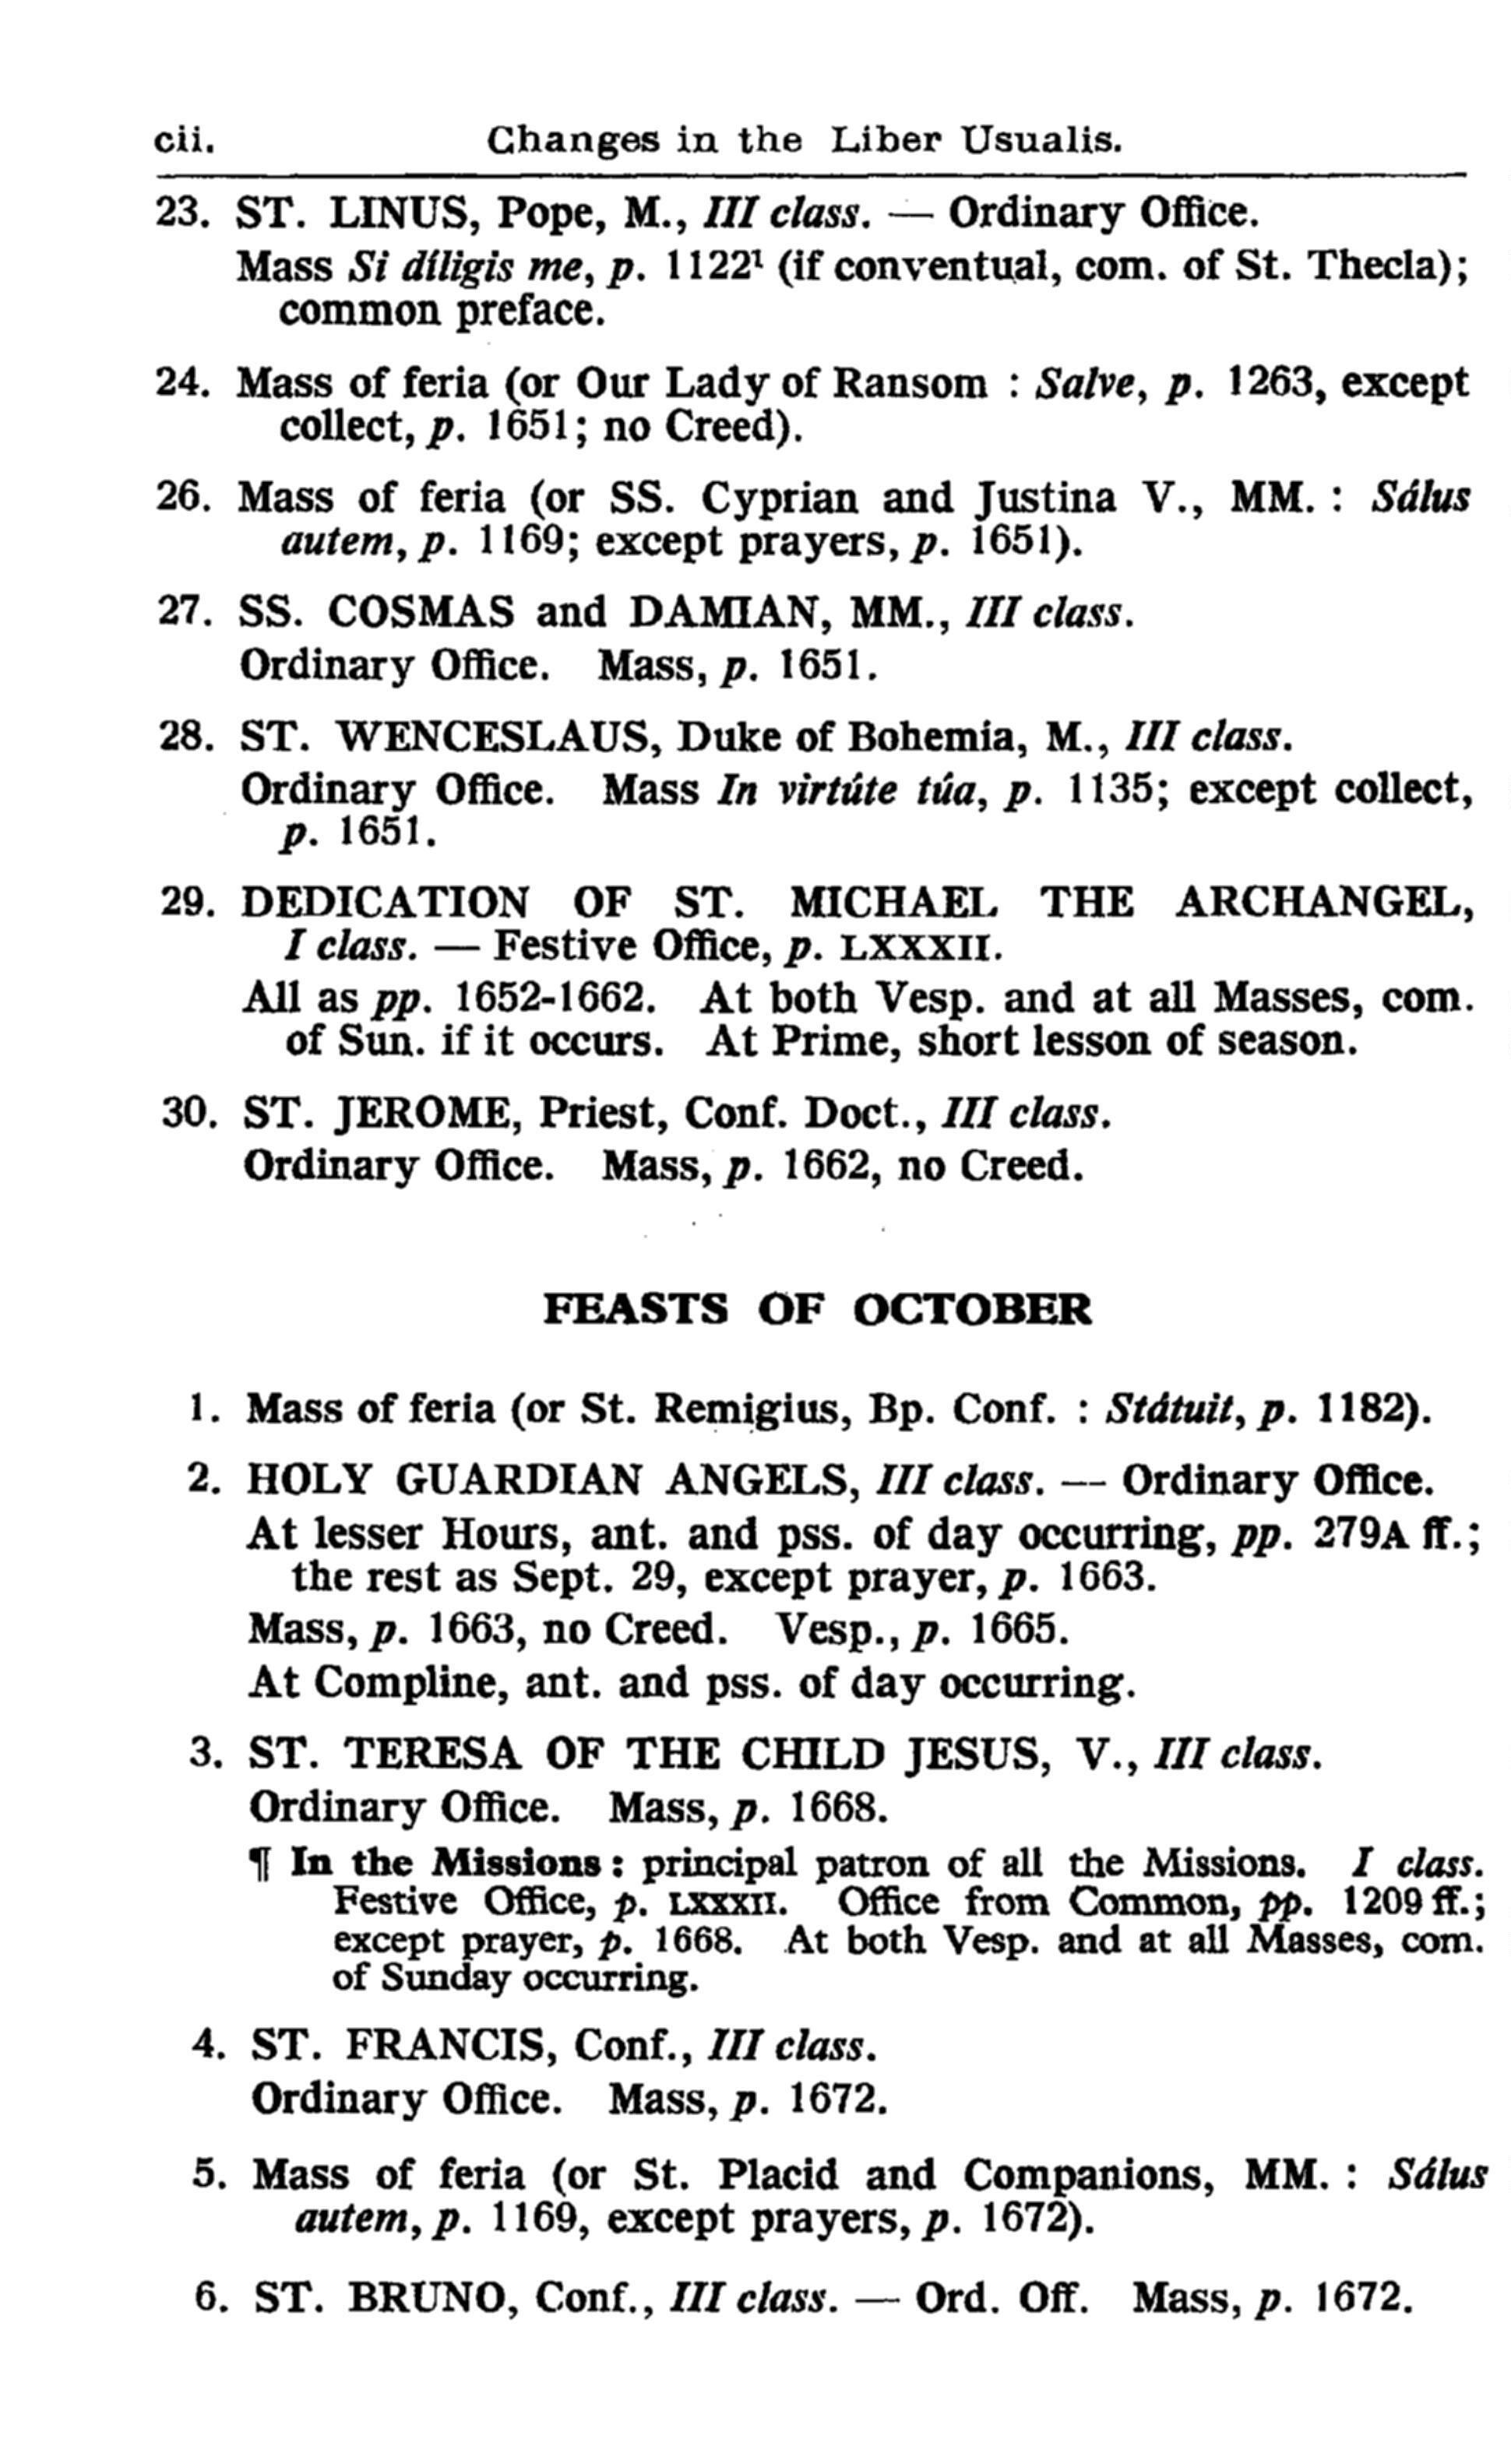 cii. Changes in the Liber Usualis.
23. ST. LINUS, Pope, M., III class. — Ordinary Office.
Mass Si díligis me, p. 1122¹ (if conventual, com. of St. Thecla);
common preface.
24. Mass of feria (or Our Lady of Ransom : Salve, p. 1263, except
collect, p. 1651; no Creed).
26. Mass of feria (or SS. Cyprian and Justina V., MM. : Sálus
autem, p. 1169; except prayers, p. 1651).
27. SS. COSMAS and DAMIAN, MM., III class.
Ordinary Office. Mass, p. 1651.
28. ST. WENCESLAUS, Duke of Bohemia, M., III class.
Ordinary Office. Mass In virtúte túa, p. 1135; except collect,
p. 1651.
29. DEDICATION OF ST. MICHAEL THE ARCHANGEL,
I class. — Festive Office, p. LXXXII.
All as pp. 1652-1662. At both Vesp. and at all Masses, com.
of Sun. if it occurs. At Prime, short lesson of season.
30. ST. JEROME, Priest, Conf. Doct., III class.
Ordinary Office. Mass, p. 1662, no Creed.
FEASTS OF OCTOBER
1. Mass of feria (or St. Remigius, Bp. Conf. : Státuit, p. 1182).
2. HOLY GUARDIAN ANGELS, III class. — Ordinary Office.
At lesser Hours, ant. and pss. of day occurring, pp. 279A ff.;
the rest as Sept. 29, except prayer, p. 1663.
Mass, p. 1663, no Creed. Vesp., p. 1665.
At Compline, ant. and pss. of day occurring.
3. ST. TERESA OF THE CHILD JESUS, V., III class.
Ordinary Office. Mass, p. 1668.
¶ In the Missions : principal patron of all the Missions. I class.
Festive Office, p. LXXXII. Office from Common, pp. 1209 ff.;
except prayer, p. 1668. At both Vesp. and at all Masses, com.
of Sunday occurring.
4. ST. FRANCIS, Conf., III class.
Ordinary Office. Mass, p. 1672.
5. Mass of feria (or St. Placid and Companions, MM. : Sálus
autem, p. 1169, except prayers, p. 1672).
6. ST. BRUNO, Conf., III class. — Ord. Off. Mass, p. 1672.